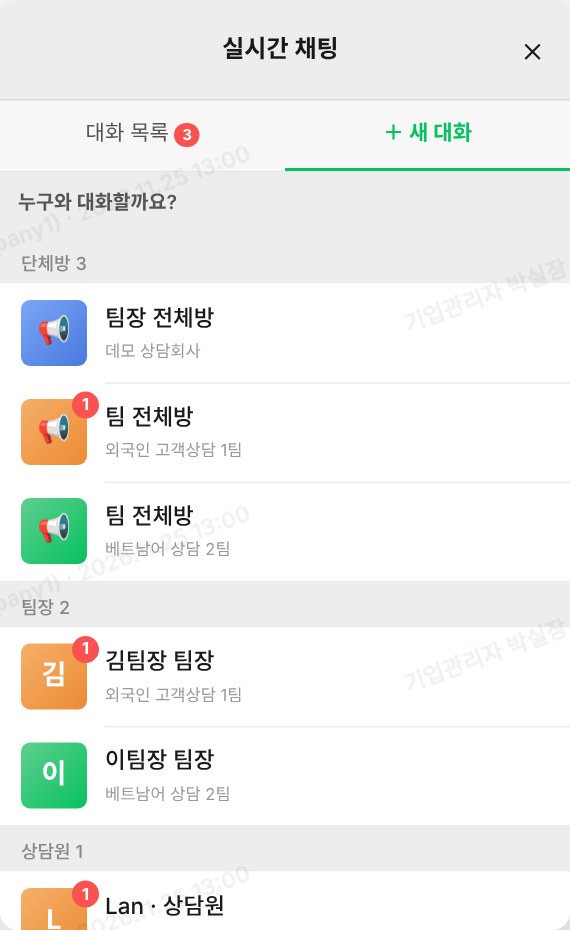 실시간 채팅
×
대화 목록 3
+ 새 대화
누구와 대화할까요?
단체방 3
팀장 전체방
데모 상담회사
1
팀 전체방
외국인 고객상담 1팀
팀 전체방
베트남어 상담 2팀
팀장 2
김
1
김팀장 팀장
외국인 고객상담 1팀
이
이팀장 팀장
베트남어 상담 2팀
상담원 1
L
1
Lan · 상담원
기업관리자 박실장
기업관리자 박실장